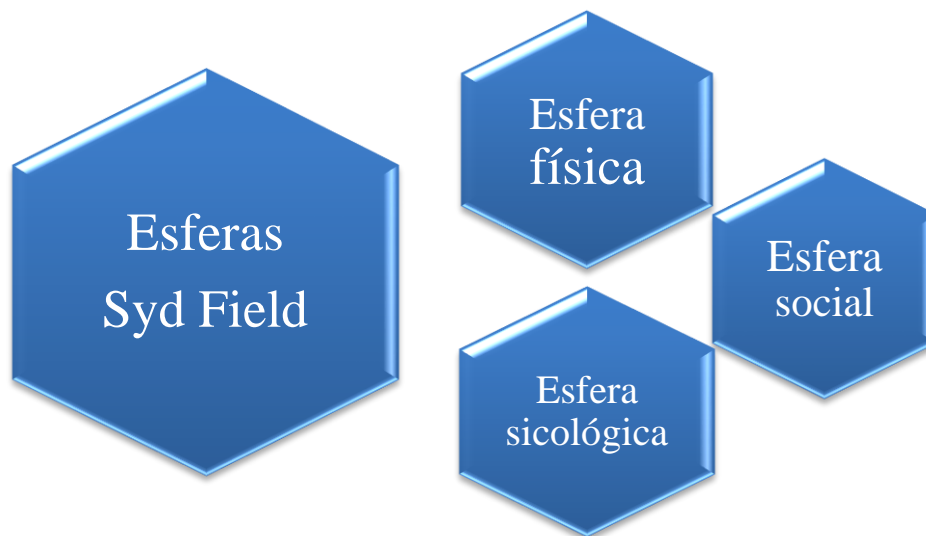 Esferas
Syd Field
Esfera
física
Esfera
social
Esfera
sicológica